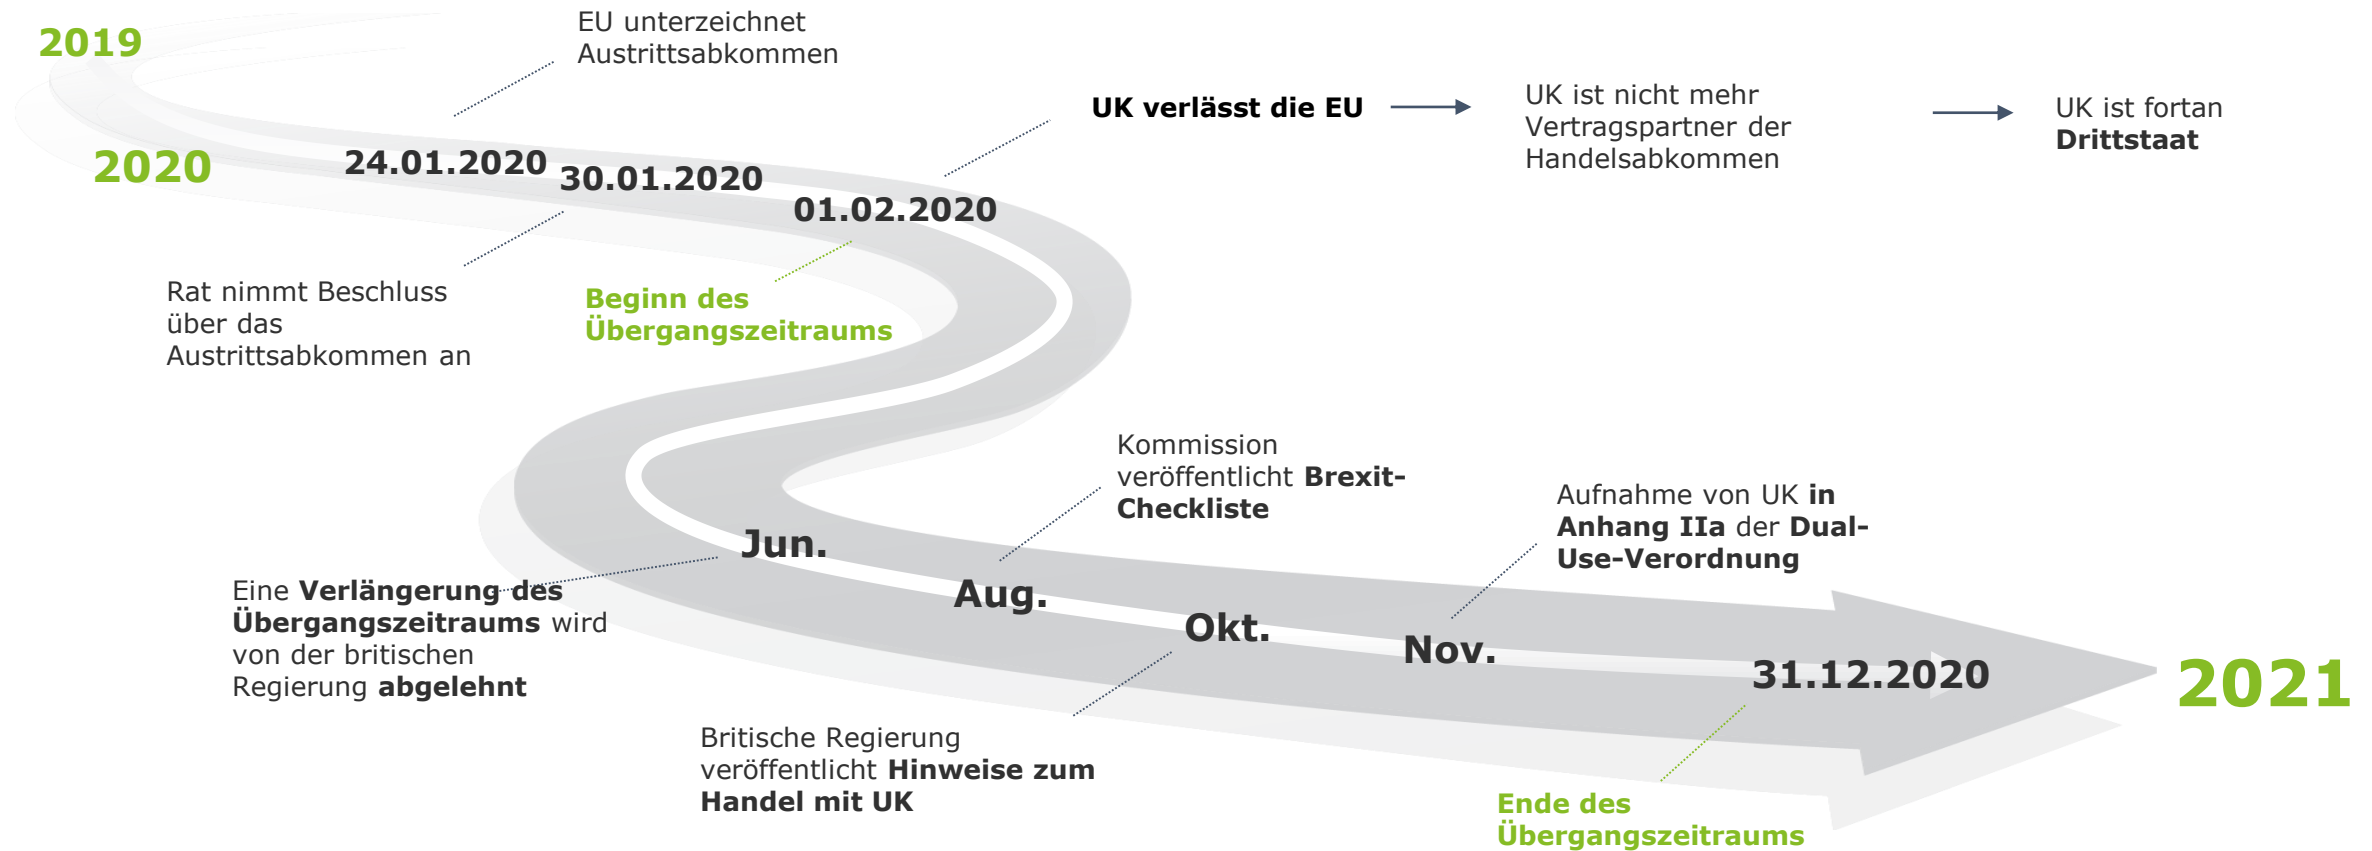 2019
EU unterzeichnet
Austrittsabkommen
UK verlässt die EU
UK ist nicht mehr
Vertragspartner der
Handelsabkommen
UK ist fortan
Drittstaat
2020
24.01.2020
30.01.2020
01.02.2020
Rat nimmt Beschluss
über das
Austrittsabkommen an
Beginn des
Übergangszeitraums
Kommission
veröffentlicht Brexit-
Checkliste
Aufnahme von UK in
Anhang IIa der Dual-
Use-Verordnung
Jun.
Aug.
Okt.
Nov.
31.12.2020
2021
Eine Verlängerung des
Übergangszeitraums wird
von der britischen
Regierung abgelehnt
Britische Regierung
veröffentlicht Hinweise zum
Handel mit UK
Ende des
Übergangszeitraums